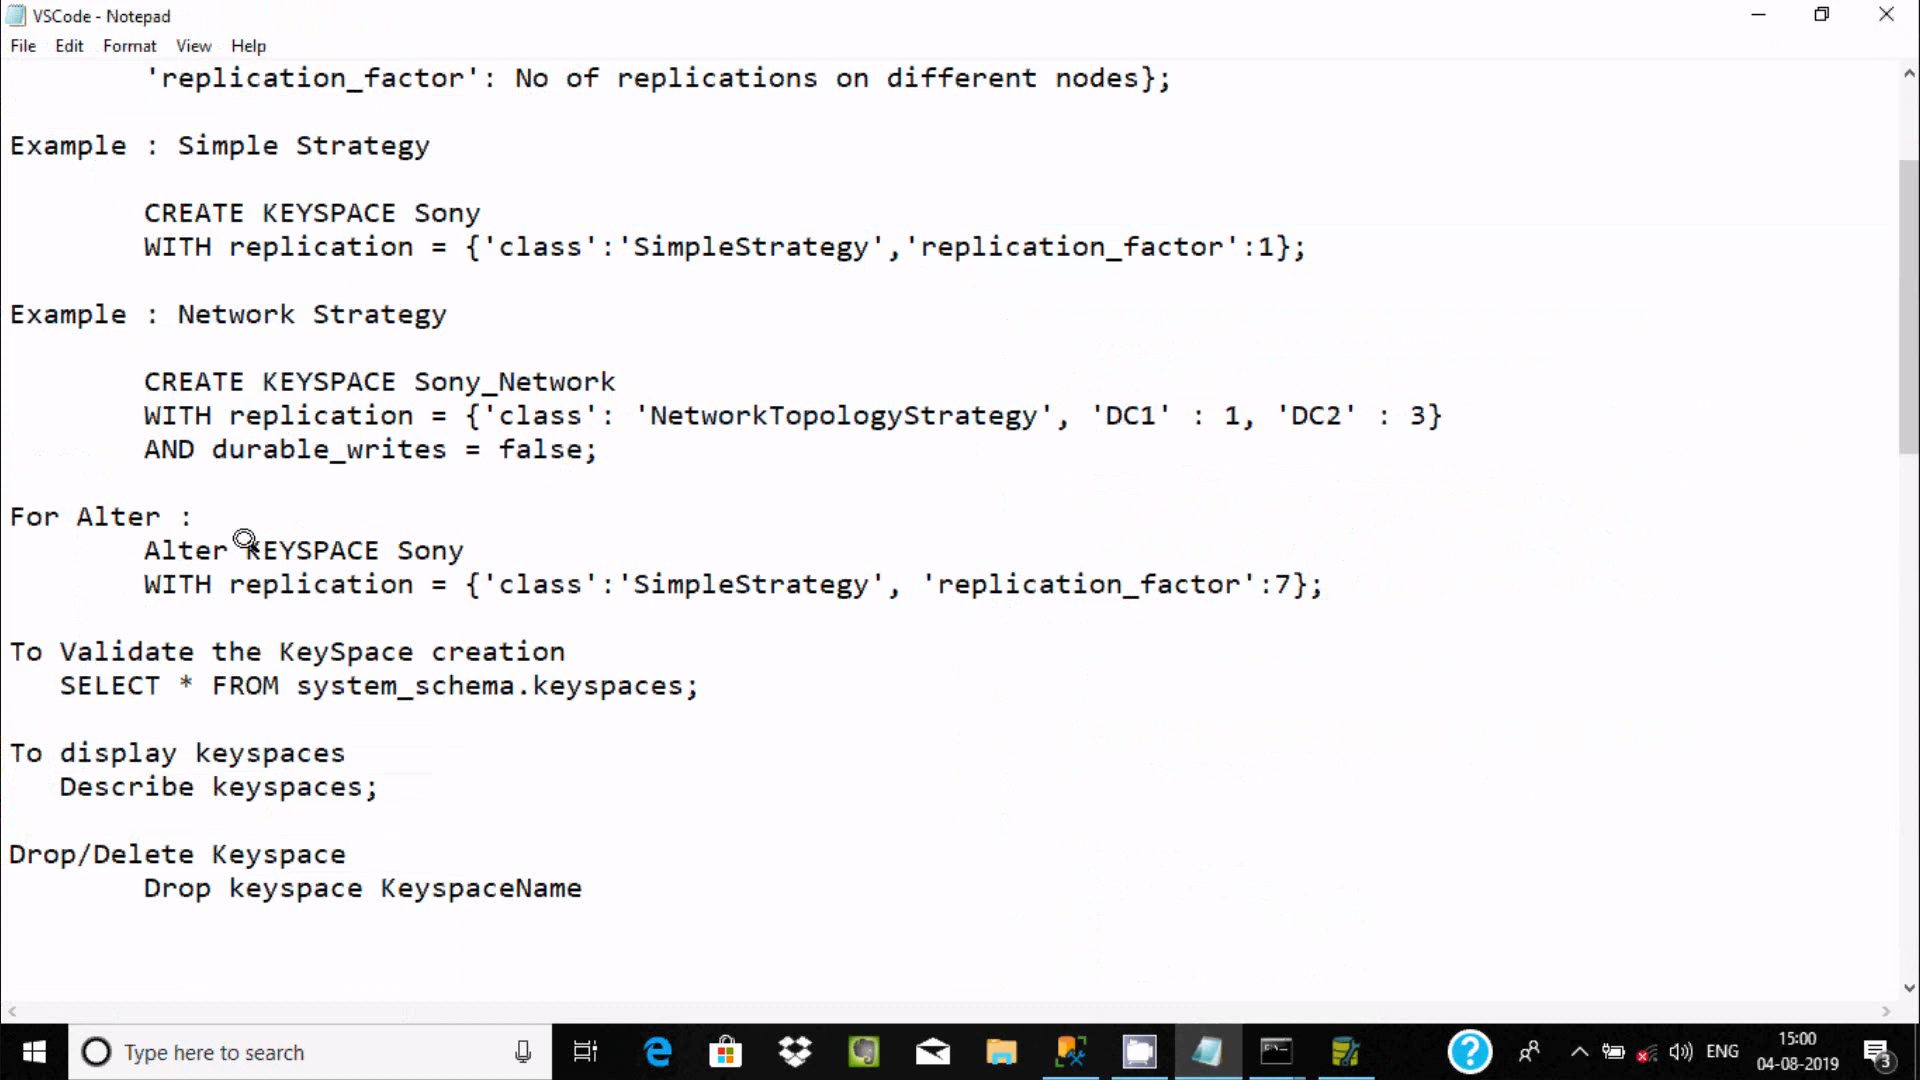 VSCode - Notepad
File Edit Format View Help
'replication_factor': No of replications on different nodes};
Example : Simple Strategy
CREATE KEYSPACE Sony
WITH replication = {'class':'SimpleStrategy','replication_factor':1};
Example : Network Strategy
CREATE KEYSPACE Sony_Network
WITH replication = {'class': 'NetworkTopologyStrategy', 'DC1' : 1, 'DC2' : 3}
AND durable_writes = false;
For Alter :
Alter KEYSPACE Sony
WITH replication = {'class':'SimpleStrategy', 'replication_factor':7};
To Validate the KeySpace creation
SELECT * FROM system_schema.keyspaces;
To display keyspaces
Describe keyspaces;
Drop/Delete Keyspace
Drop keyspace KeyspaceName
Type here to search
ENG
15:00
04-08-2019
3